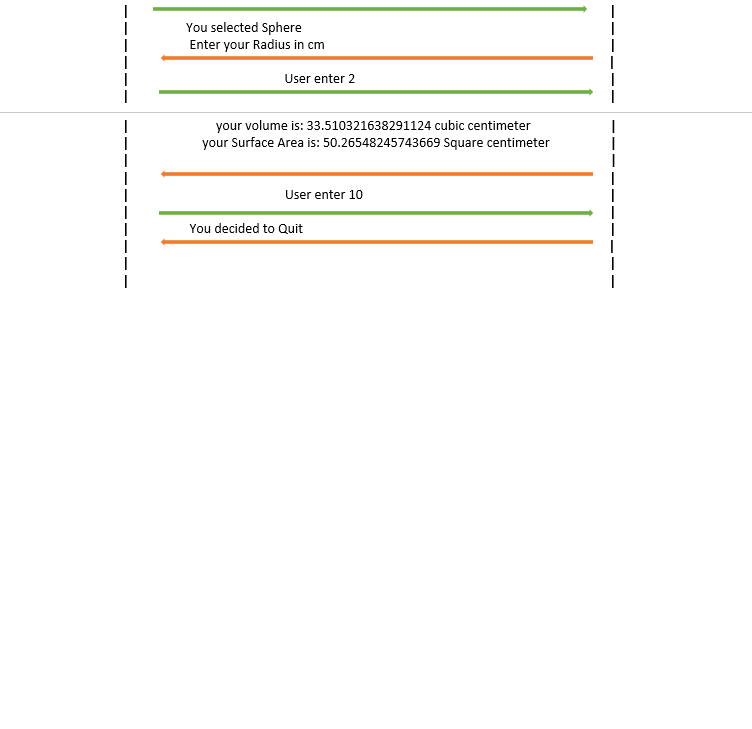 You selected Sphere
Enter your Radius in cm
User enter 2
your volume is: 33.510321638291124 cubic centimeter
your Surface Area is: 50.26548245743669 Square centimeter
User enter 10
You decided to Quit